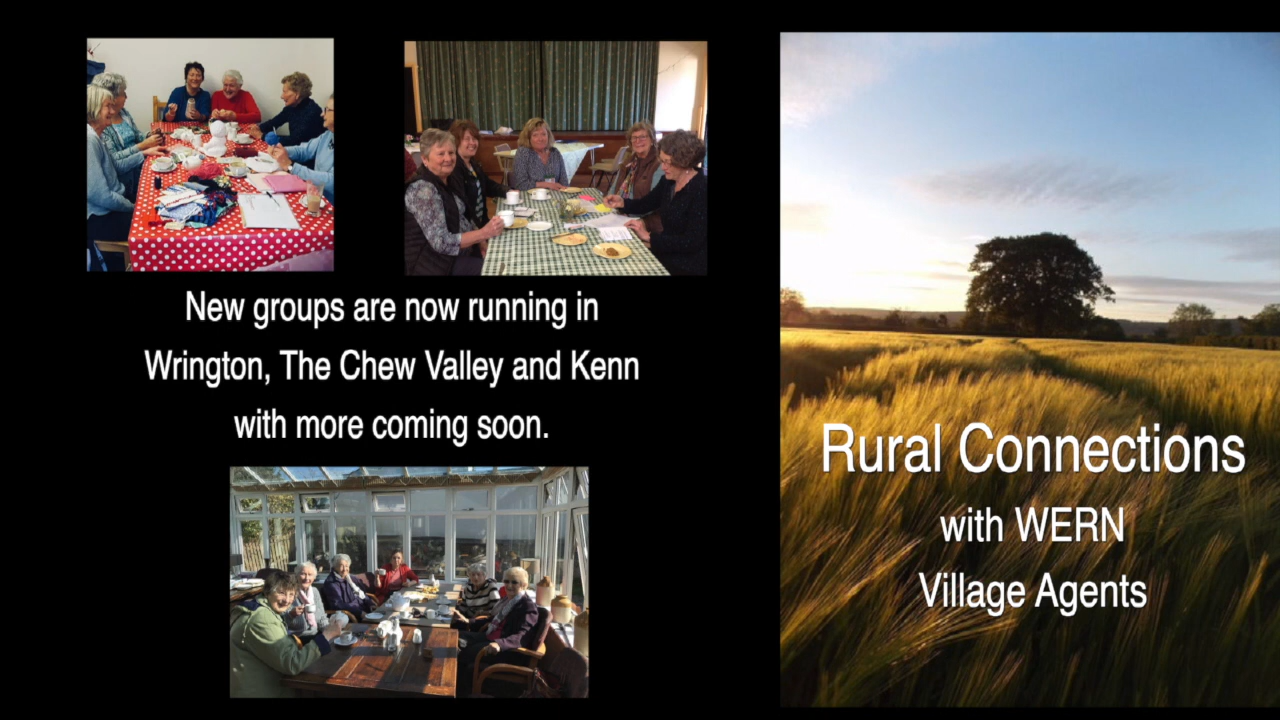 New groups are now running in
Wrington, The Chew Valley and Kenn
with more coming soon.
Rural Connections
with WERN
Village Agents